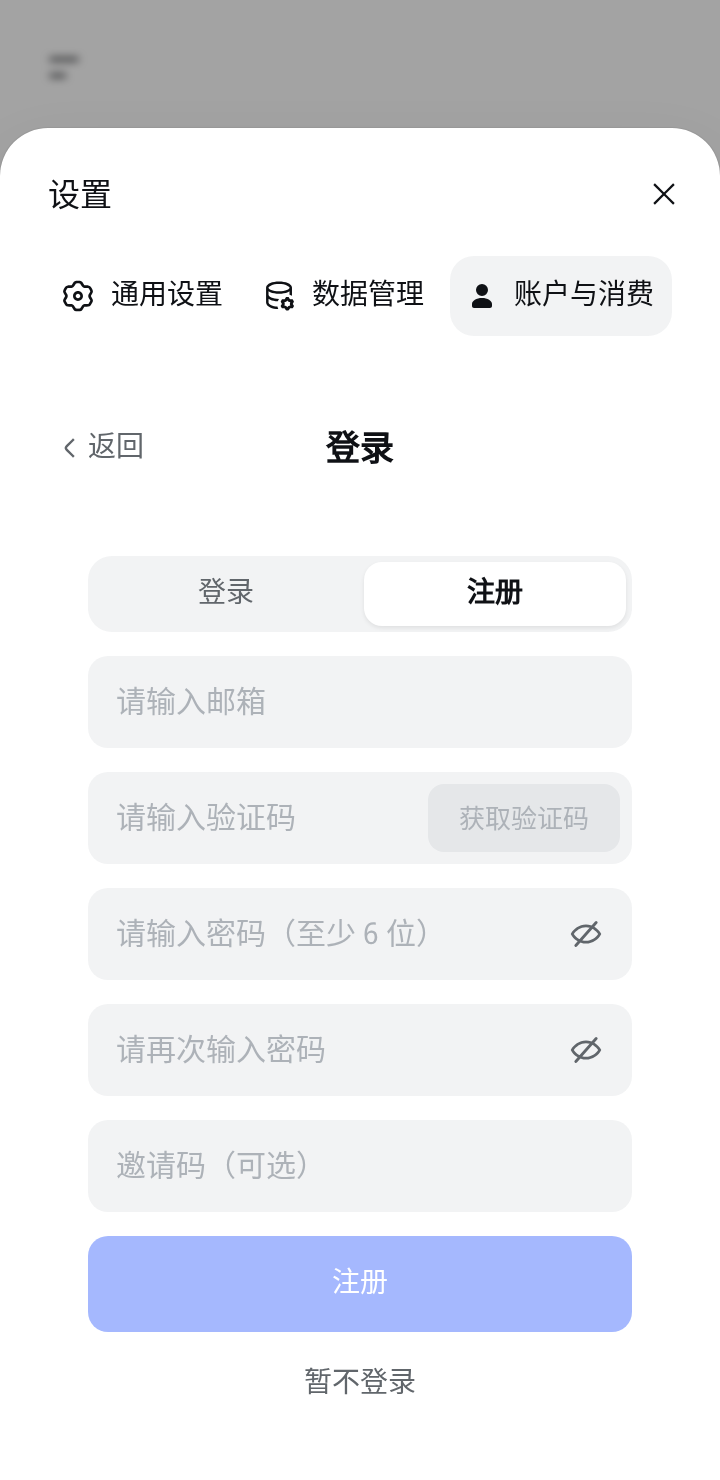 设置
通用设置 数据管理 账户与消费
返回 登录
登录 注册
请输入邮箱
请输入验证码 获取验证码
请输入密码（至少 6 位）
请再次输入密码
邀请码（可选）
注册
暂不登录